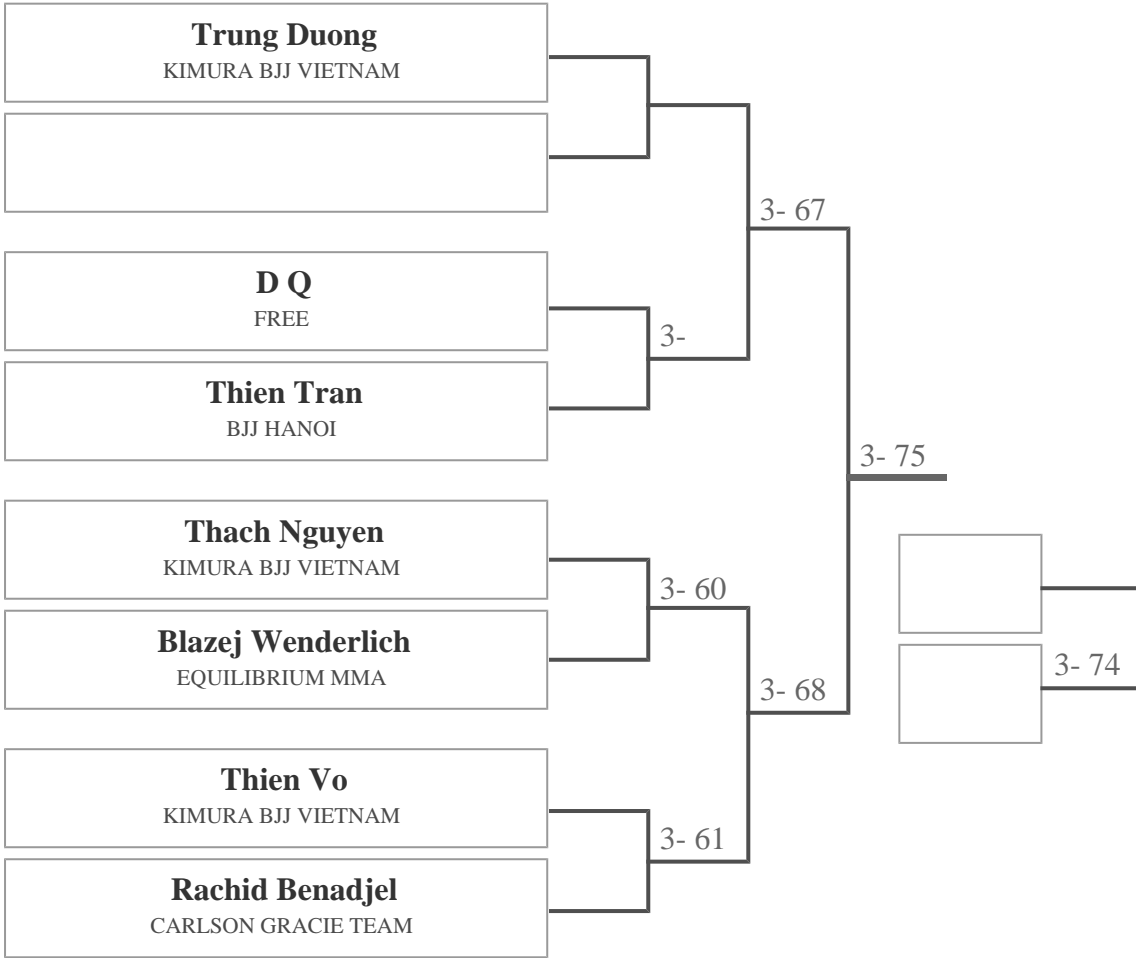 Trung Duong
KIMURA BJJ VIETNAM
3- 67
D Q
FREE
3-
Thien Tran
BJJ HANOI
3- 75
Thach Nguyen
KIMURA BJJ VIETNAM
3- 60
Blazej Wenderlich
EQUILIBRIUM MMA
3- 68
3- 74
Thien Vo
KIMURA BJJ VIETNAM
3- 61
Rachid Benadjel
CARLSON GRACIE TEAM